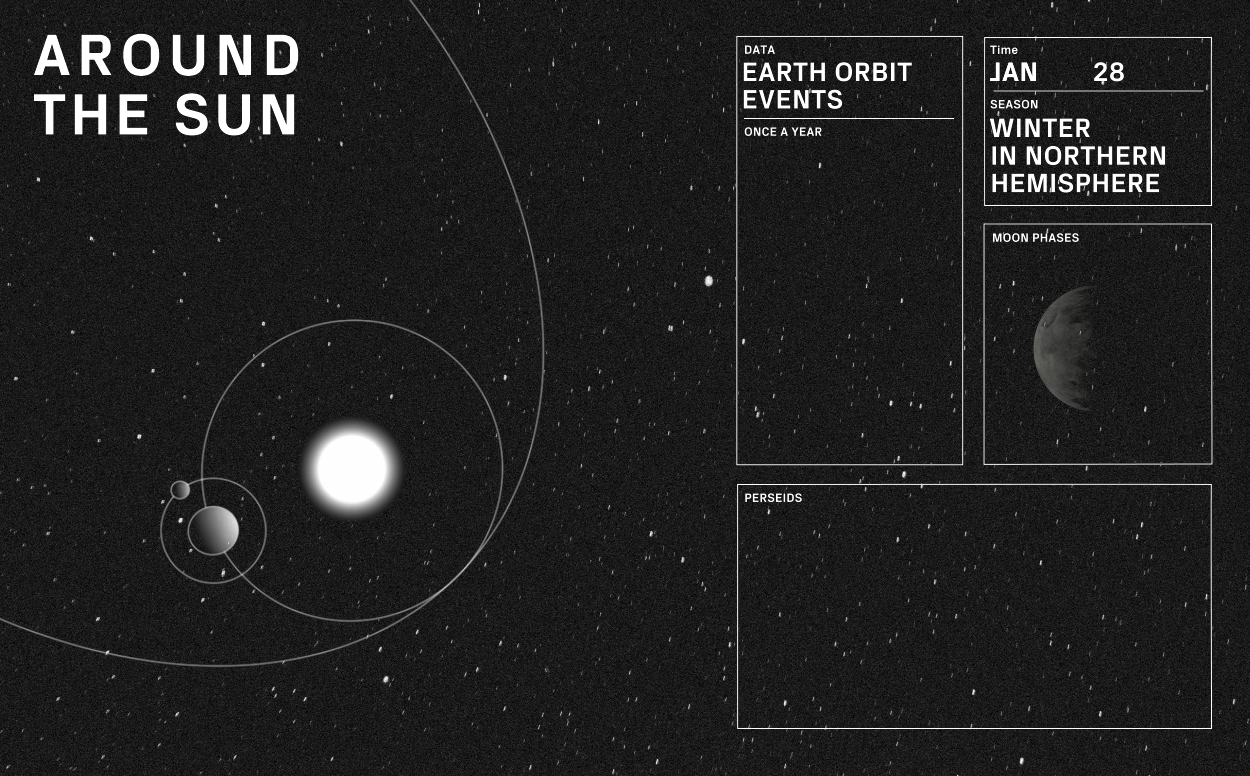 AROUND
THE SUN
DATA
EARTH ORBIT
EVENTS
ONCE A YEAR
Time
JAN 28
SEASON
WINTER
IN NORTHERN
HEMISPHERE
MOON PHASES
PERSEIDS